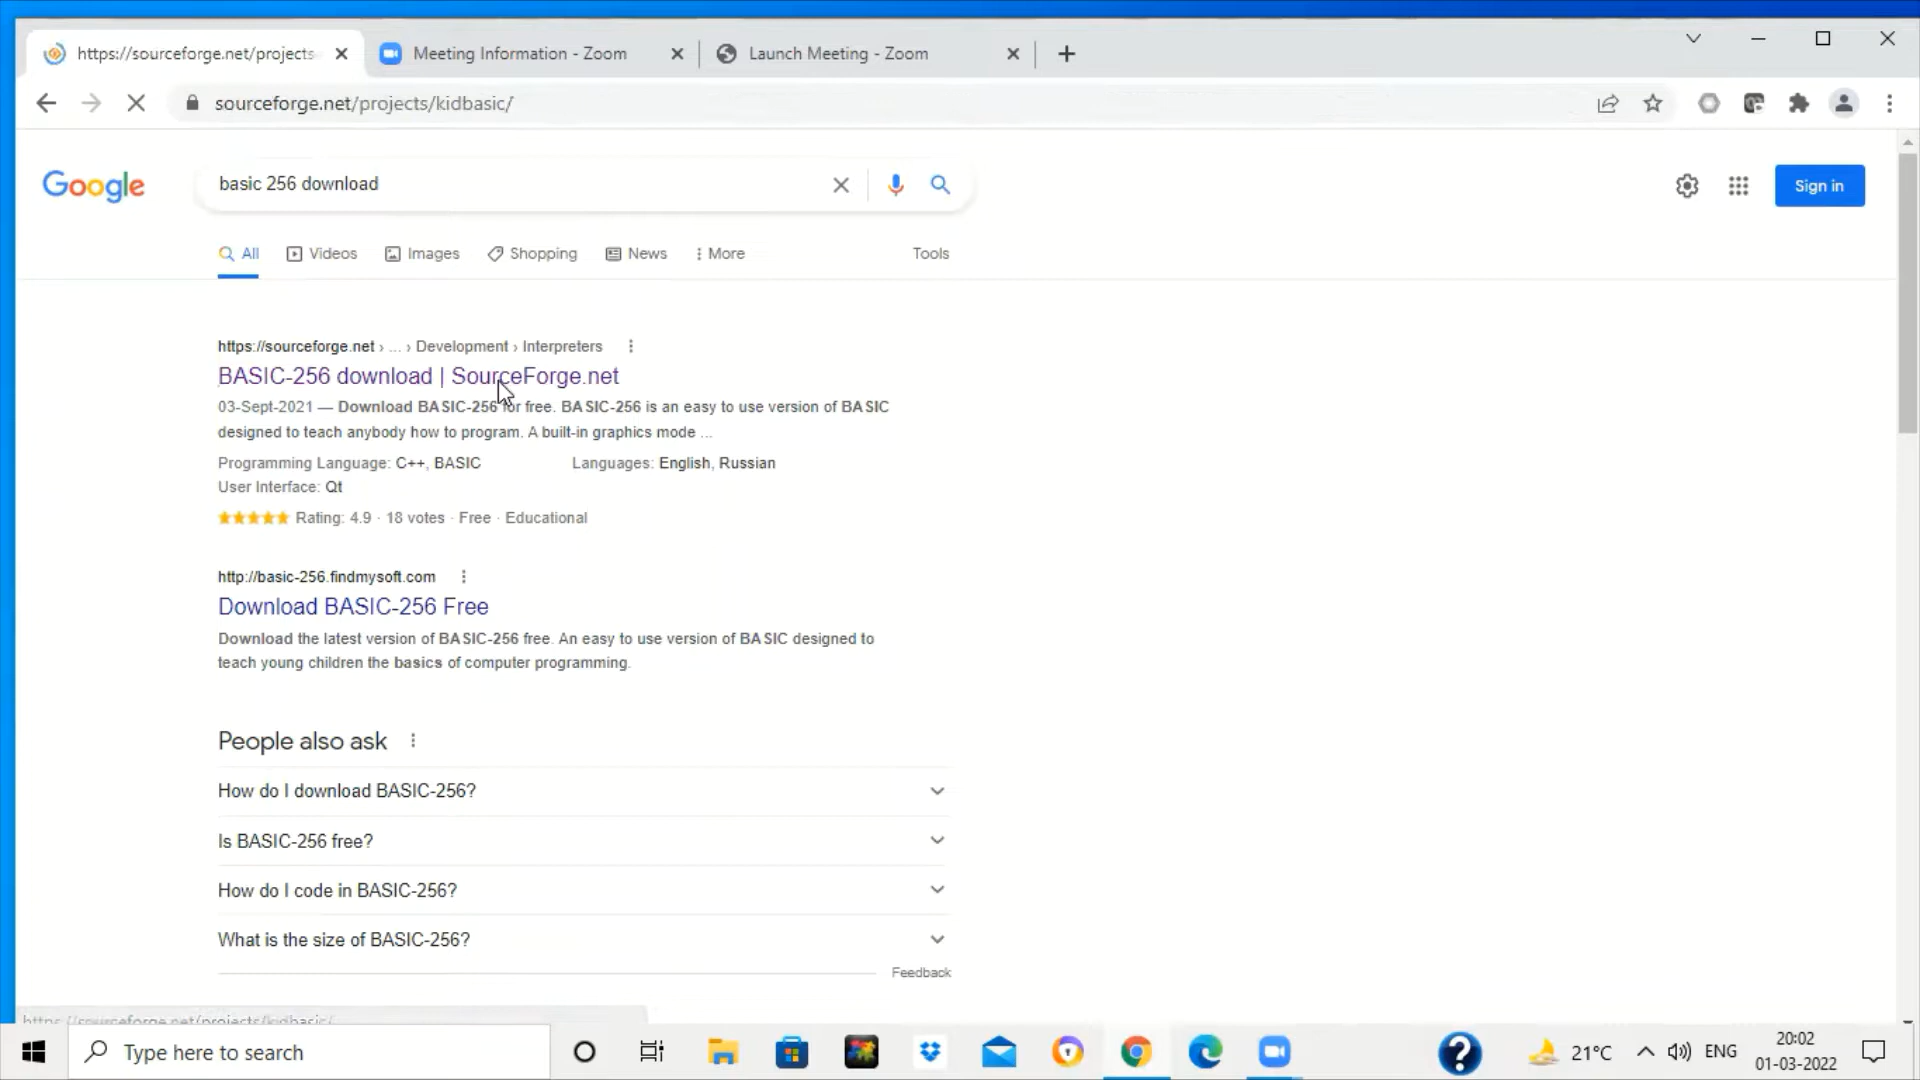 https://sourceforge.net/projects
Meeting Information - Zoom
Launch Meeting - Zoom
sourceforge.net/projects/kidbasic/
Google
basic 256 download
Sign in
All
Videos
Images
Shopping
News
More
Tools
https://sourceforge.net › ... › Development › Interpreters
BASIC-256 download | SourceForge.net
03-Sept-2021 — Download BASIC-256 for free. BASIC-256 is an easy to use version of BASIC
designed to teach anybody how to program. A built-in graphics mode ...
Programming Language: C++, BASIC
Languages: English, Russian
User Interface: Qt
Rating: 4.9 · 18 votes · Free · Educational
http://basic-256.findmysoft.com
Download BASIC-256 Free
Download the latest version of BASIC-256 free. An easy to use version of BASIC designed to
teach young children the basics of computer programming.
People also ask
How do I download BASIC-256?
Is BASIC-256 free?
How do I code in BASIC-256?
What is the size of BASIC-256?
Feedback
https://sourceforge.net/projects/kidbasic/
Type here to search
21°C
ENG
20:02
01-03-2022